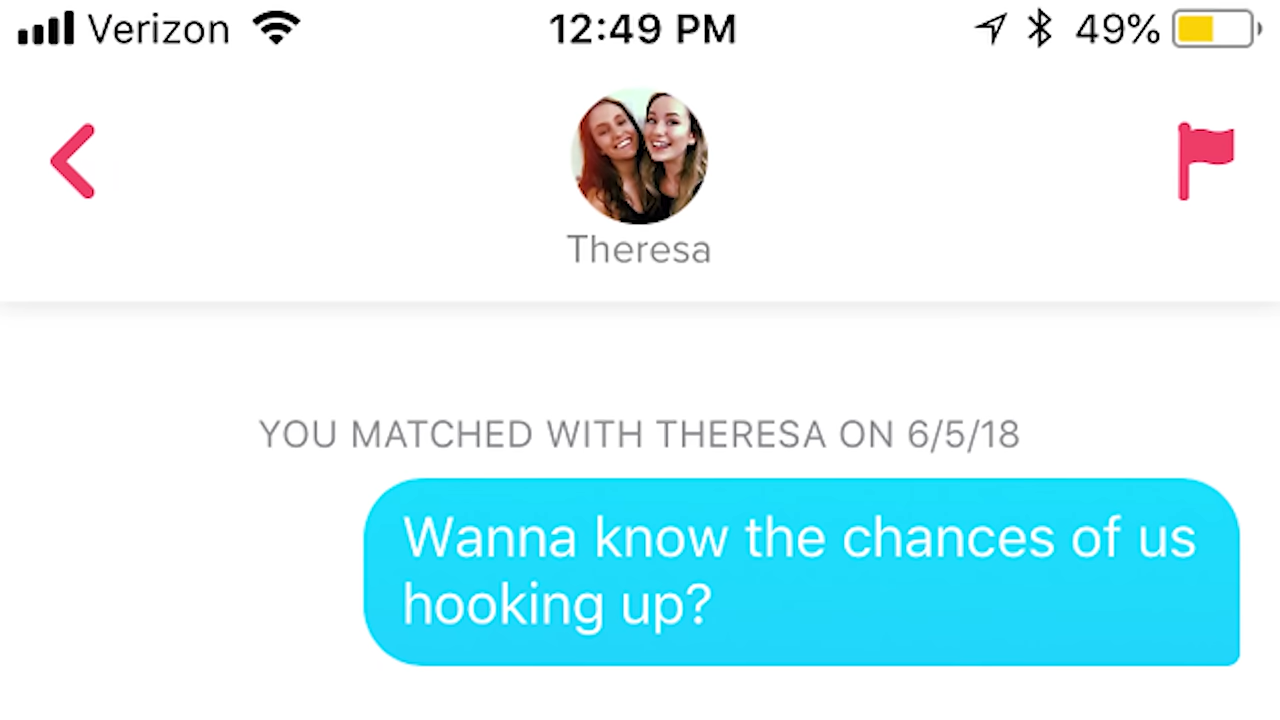 Verizon 12:49 PM 49%
Theresa
YOU MATCHED WITH THERESA ON 6/5/18
Wanna know the chances of us
hooking up?